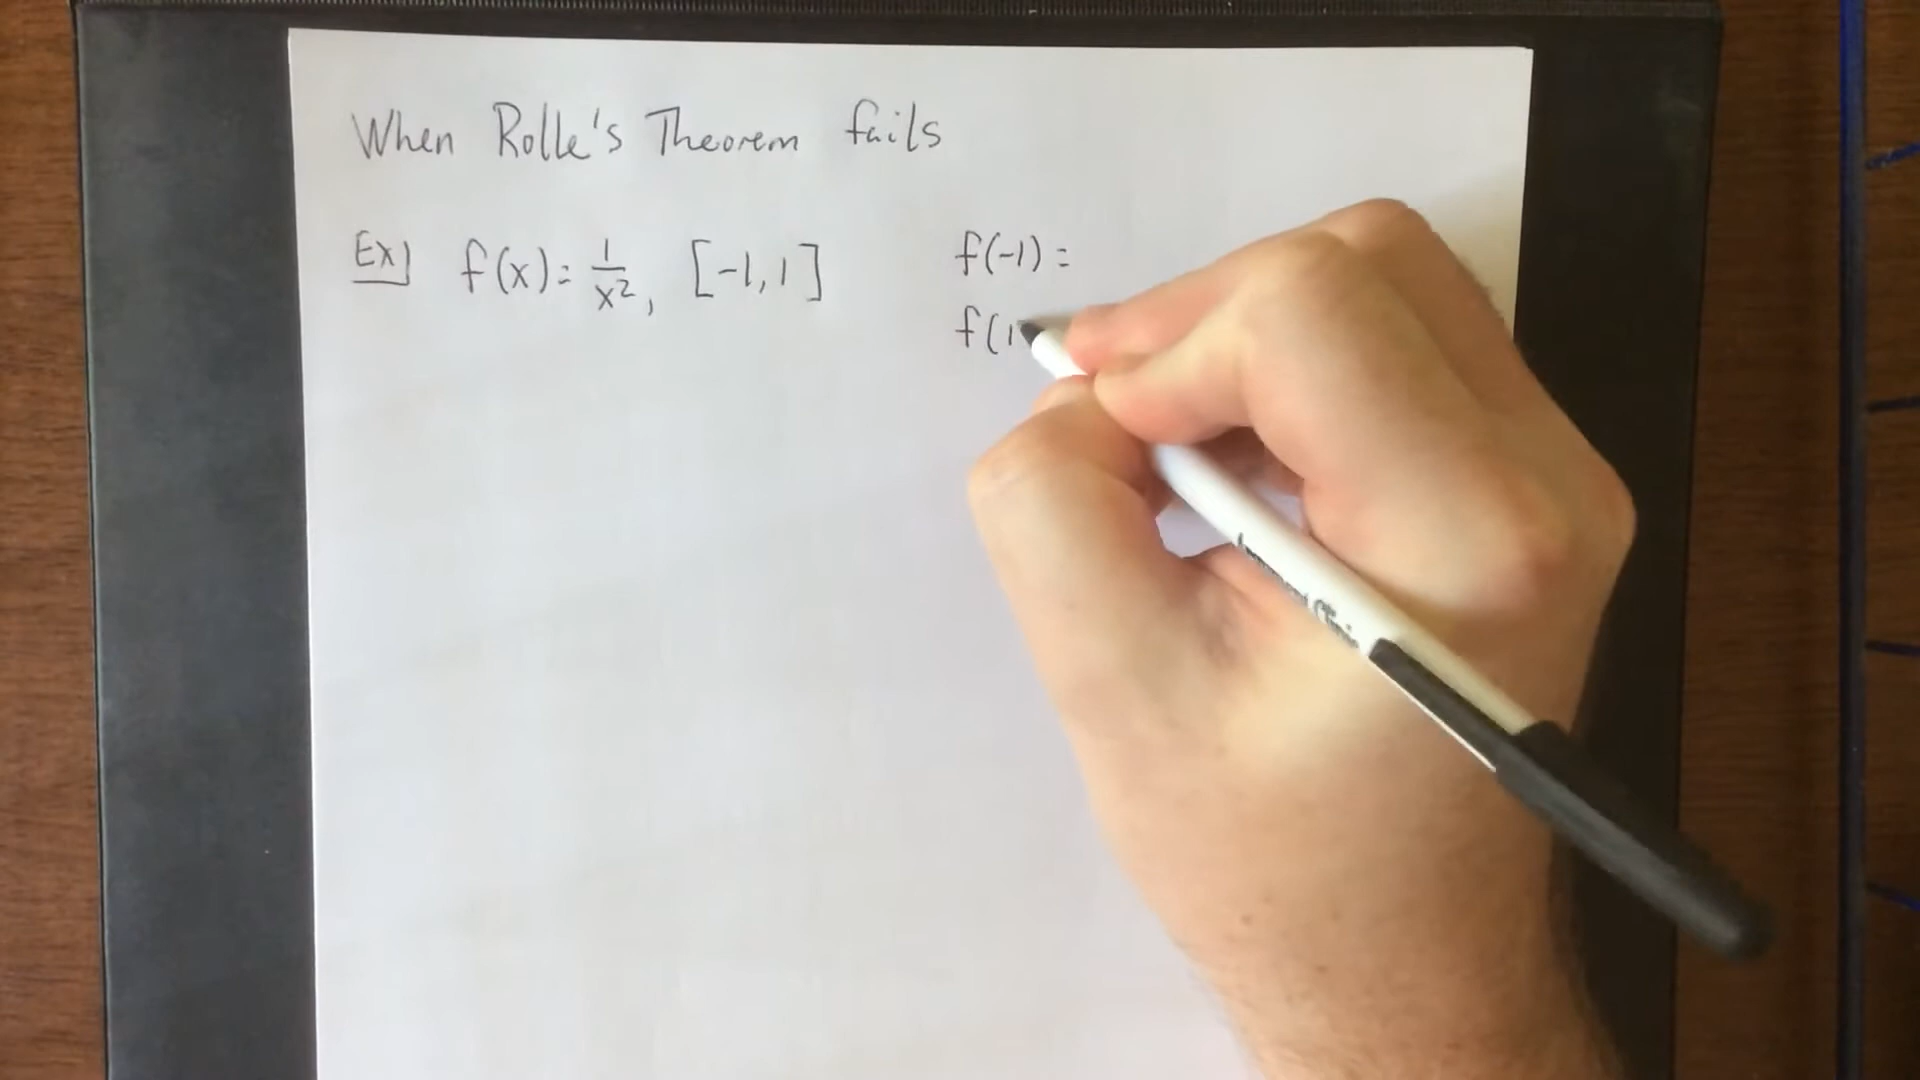 When Rolle's Theorem fails
Ex] f(x) = 1/x², [-1, 1]
f(-1) =
f(1